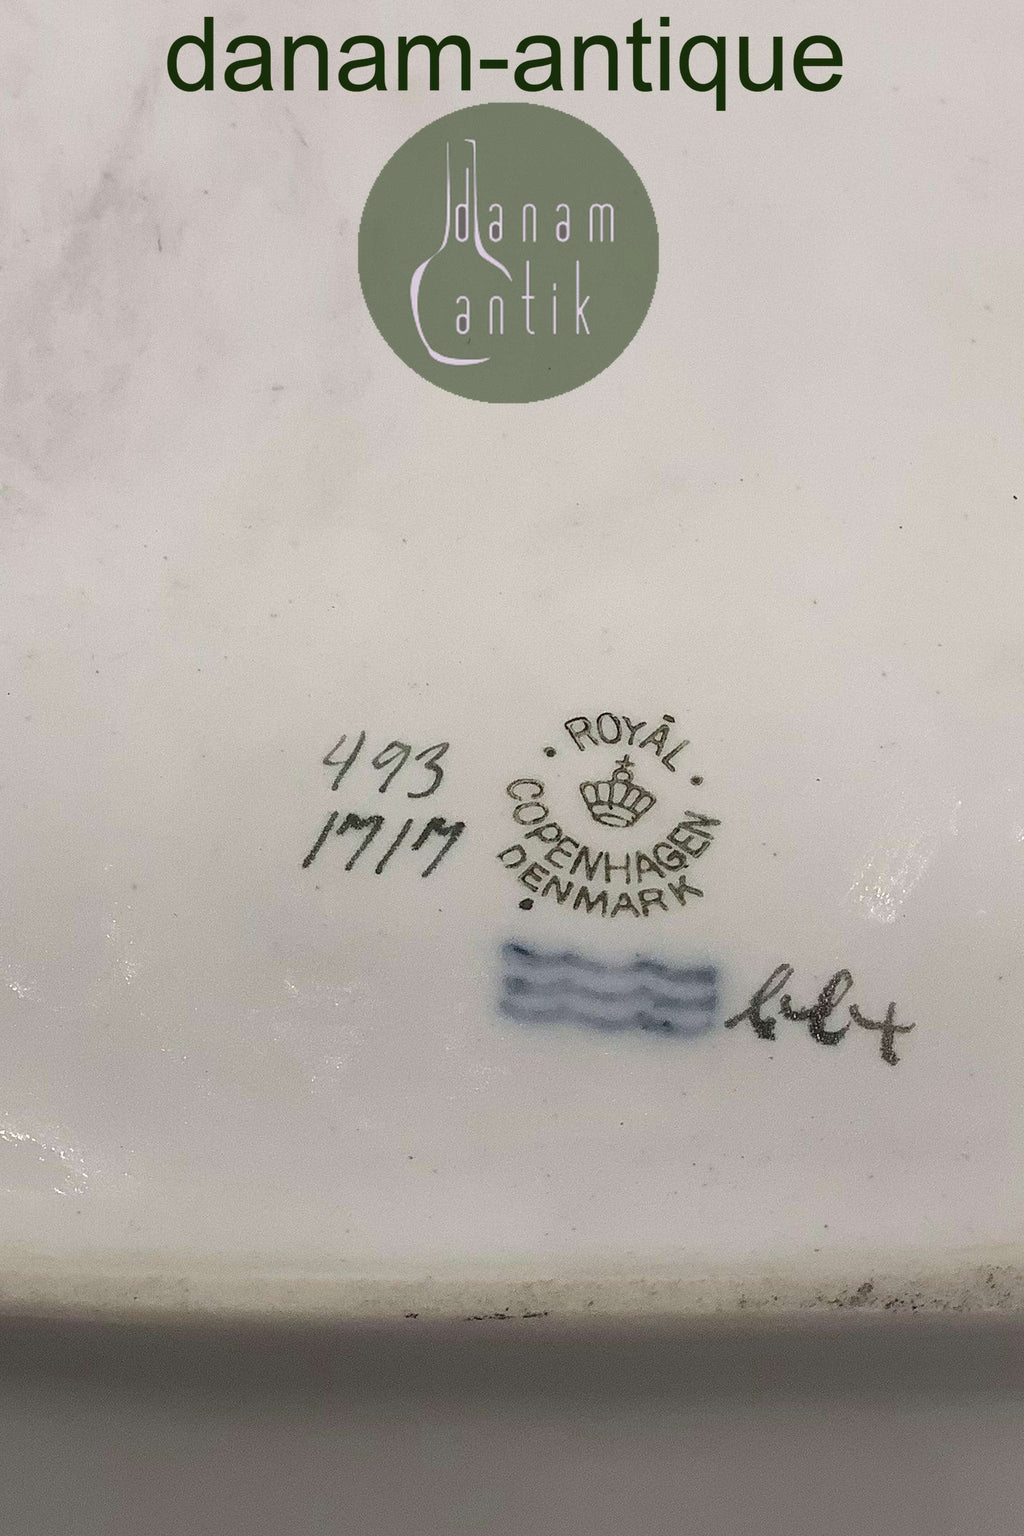 danam-antique
danam
antik
493
1717
· ROYAL ·
COPENHAGEN
DENMARK